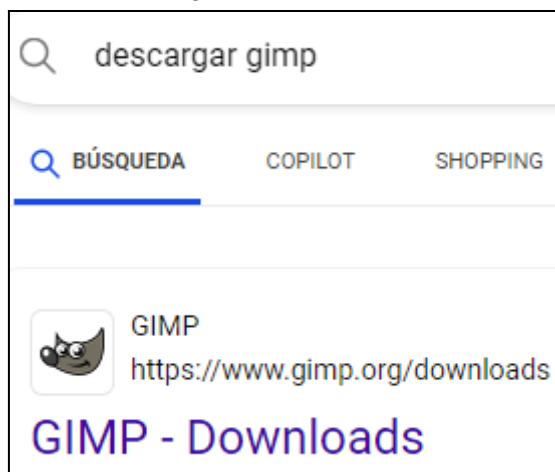 descargar gimp
BÚSQUEDA COPILOT SHOPPING
GIMP
https://www.gimp.org/downloads
GIMP - Downloads